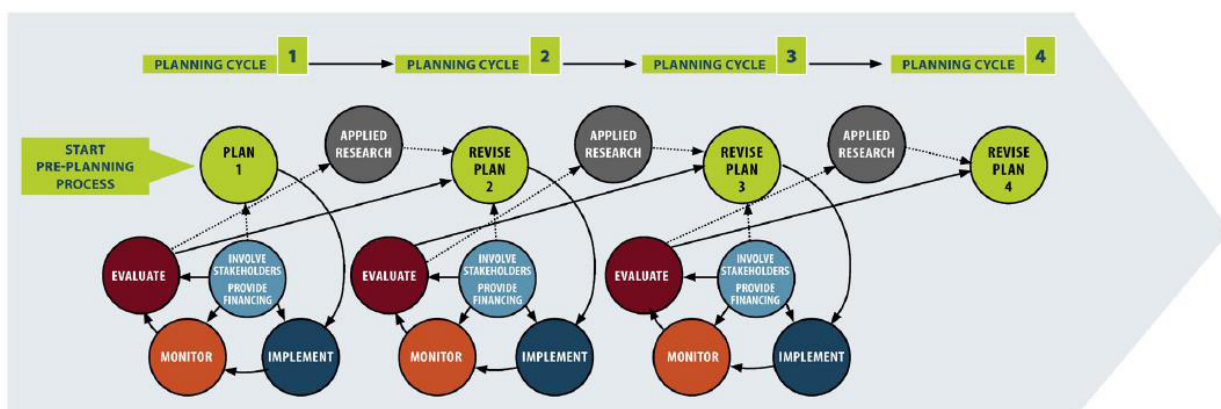 PLANNING CYCLE 1
PLANNING CYCLE 2
PLANNING CYCLE 3
PLANNING CYCLE 4
START
PRE-PLANNING
PROCESS
PLAN
1
APPLIED
RESEARCH
REVISE
PLAN
2
APPLIED
RESEARCH
REVISE
PLAN
3
APPLIED
RESEARCH
REVISE
PLAN
4
EVALUATE
INVOLVE
STAKEHOLDERS
PROVIDE
FINANCING
MONITOR
IMPLEMENT
EVALUATE
INVOLVE
STAKEHOLDERS
PROVIDE
FINANCING
MONITOR
IMPLEMENT
EVALUATE
INVOLVE
STAKEHOLDERS
PROVIDE
FINANCING
MONITOR
IMPLEMENT